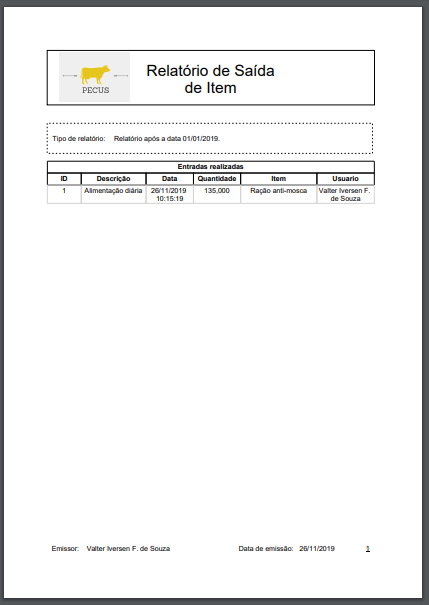 PECUS
Relatório de Saída
de Item
Tipo de relatório: Relatório após a data 01/01/2019.
Entradas realizadas
ID Descrição Data Quantidade Item Usuario
1 Alimentação diária 26/11/2019 135,000 Ração anti-mosca Valter Iversen F.
10:15:19 de Souza
Emissor: Valter Iversen F. de Souza Data de emissão: 26/11/2019 1